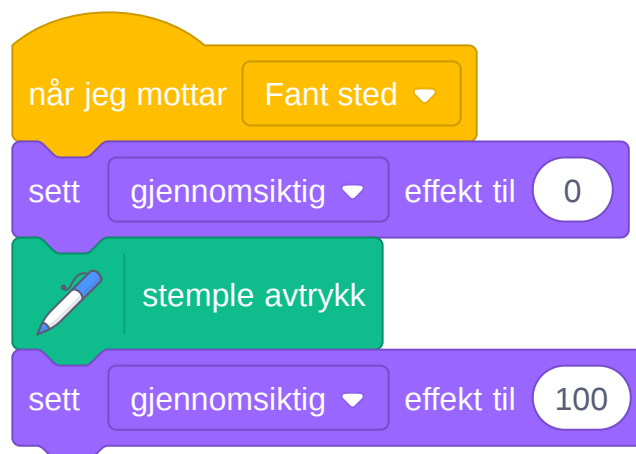 når jeg mottar Fant sted
sett gjennomsiktig effekt til 0
stemple avtrykk
sett gjennomsiktig effekt til 100